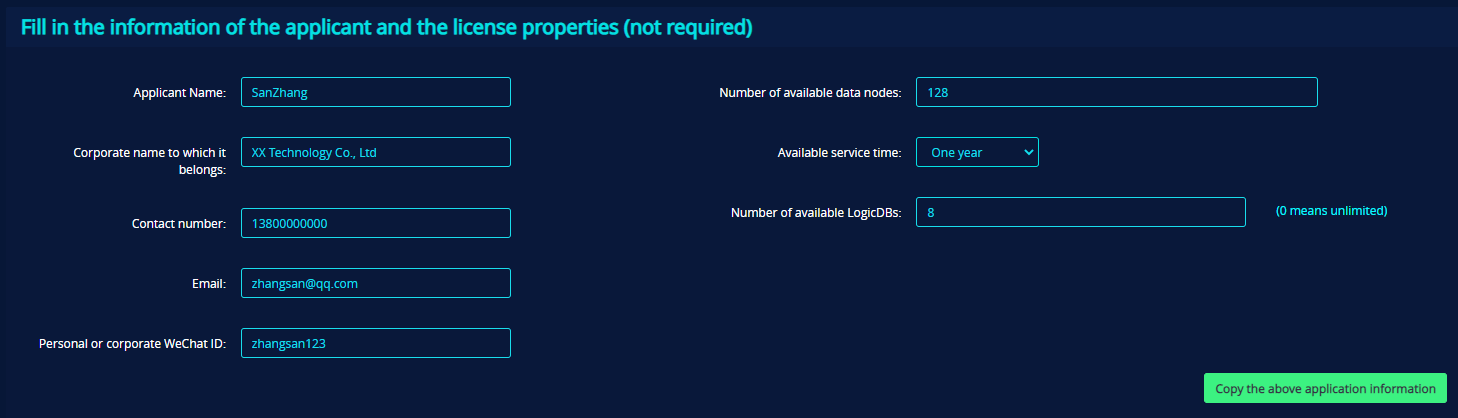 Fill in the information of the applicant and the license properties (not required)
Applicant Name: SanZhang
Corporate name to which it
belongs: XX Technology Co., Ltd
Contact number: 13800000000
Email: zhangsan@qq.com
Personal or corporate WeChat ID: zhangsan123
Number of available data nodes: 128
Available service time: One year
Number of available LogicDBs: 8 (0 means unlimited)
Copy the above application information